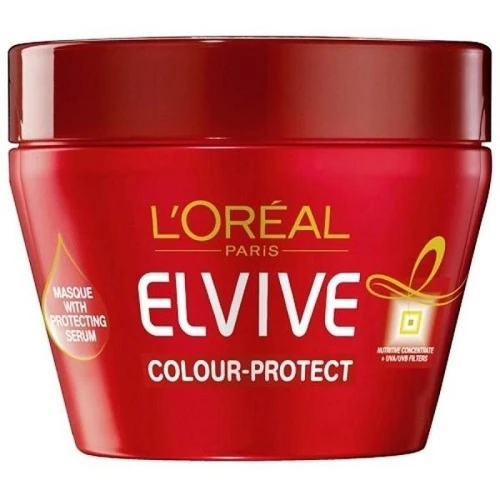 L'ORÉAL
PARIS
ELVIVE
COLOUR-PROTECT
MASQUE
WITH
PROTECTING
SERUM
NUTRITIVE CONCENTRATE
+ UVA/UVB FILTERS